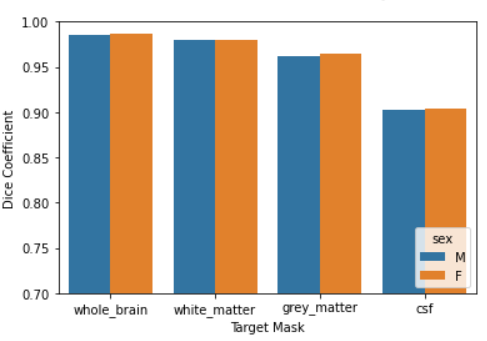 1.00
0.95
0.90
0.85
0.80
0.75
0.70
Dice Coefficient
whole_brain
white_matter
grey_matter
csf
Target Mask
sex
M
F